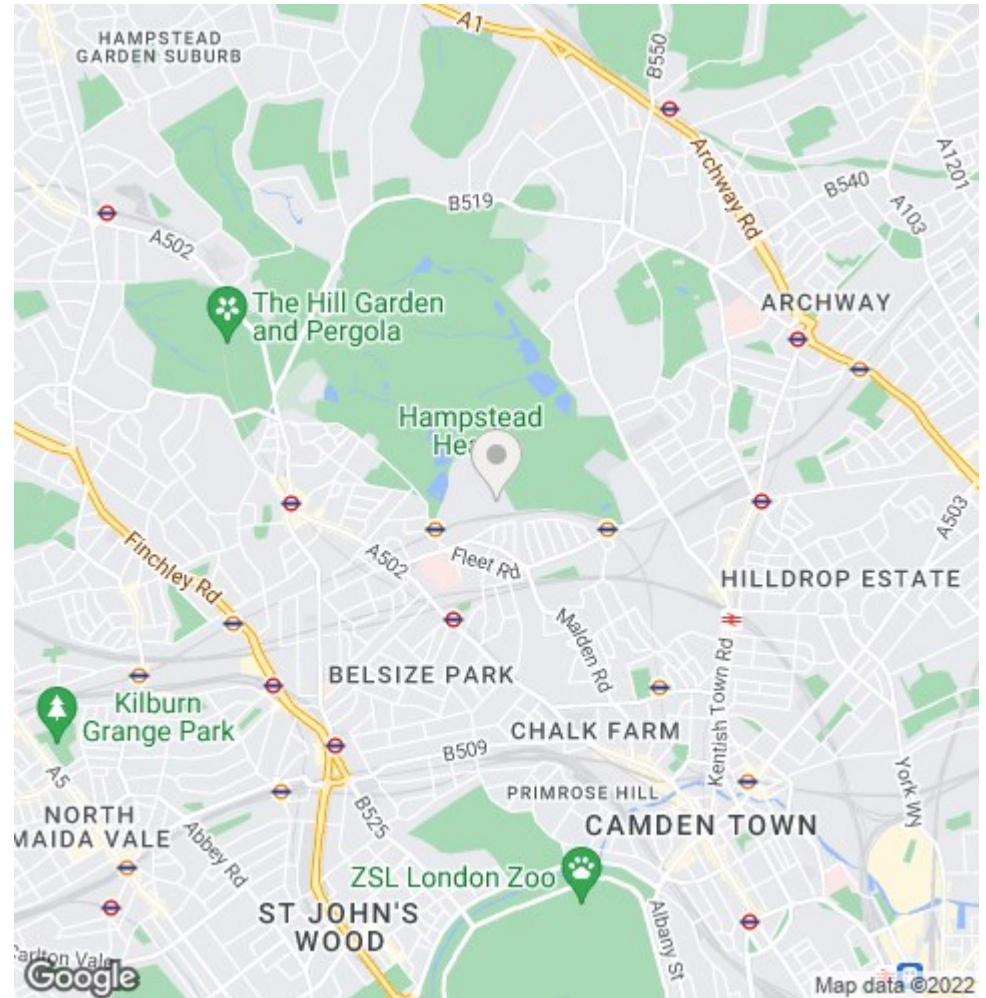 A1
HAMPSTEAD
GARDEN SUBURB
B550
Archway Rd
A1201
B540
A103
B519
A502
The Hill Garden
and Pergola
ARCHWAY
Hampstead
A503
Finchley Rd
A502
Fleet Rd
HILLDROP ESTATE
Malden Rd
BELSIZE PARK
Kentish Town Rd
Kilburn
Grange Park
CHALK FARM
B509
A5
PRIMROSE HILL
York Wy
NORTH
MAIDA VALE
B525
CAMDEN TOWN
Abbey Rd
ZSL London Zoo
ST JOHN'S
WOOD
Albany St
Vale
Google
Map data ©2022